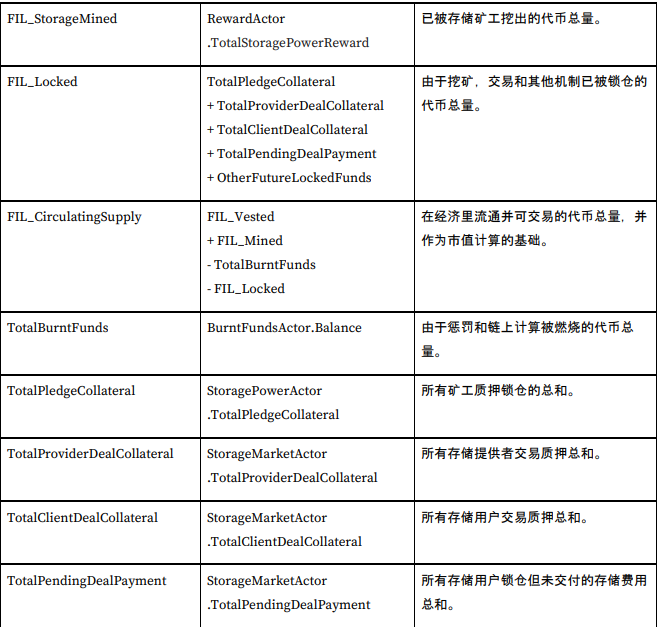 FIL_StorageMined
RewardActor
.TotalStoragePowerReward
已被存储矿工挖出的代币总量。
FIL_Locked
TotalPledgeCollateral
+ TotalProviderDealCollateral
+ TotalClientDealCollateral
+ TotalPendingDealPayment
+ OtherFutureLockedFunds
由于挖矿，交易和其他机制已被锁仓的
代币总量。
FIL_CirculatingSupply
FIL_Vested
+ FIL_Mined
- TotalBurntFunds
- FIL_Locked
在经济里流通并可交易的代币总量，并
作为市值计算的基础。
TotalBurntFunds
BurntFundsActor.Balance
由于惩罚和链上计算被燃烧的代币总
量。
TotalPledgeCollateral
StoragePowerActor
.TotalPledgeCollateral
所有矿工质押锁仓的总和。
TotalProviderDealCollateral
StorageMarketActor
.TotalProviderDealCollateral
所有存储提供者交易质押总和。
TotalClientDealCollateral
StorageMarketActor
.TotalClientDealCollateral
所有存储用户交易质押总和。
TotalPendingDealPayment
StorageMarketActor
.TotalPendingDealPayment
所有存储用户锁仓但未交付的存储费用
总和。